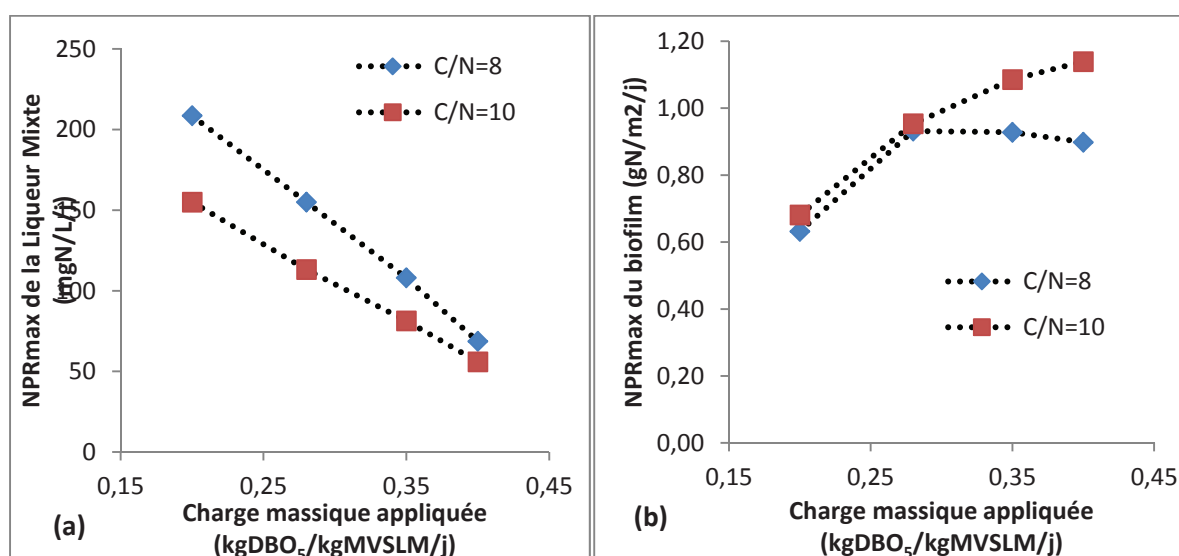 NPRmax de la Liqueur Mixte
(mgN/L/j)
250
200
150
100
50
0
C/N=8
C/N=10
0,15
0,25
0,35
0,45
(a)
Charge massique appliquée
(kgDBO₅/kgMVSLM/j)
NPRmax du biofilm (gN/m2/j)
1,20
1,00
0,80
0,60
0,40
0,20
0,00
C/N=8
C/N=10
0,15
0,25
0,35
0,45
(b)
Charge massique appliquée
(kgDBO₅/kgMVSLM/j)